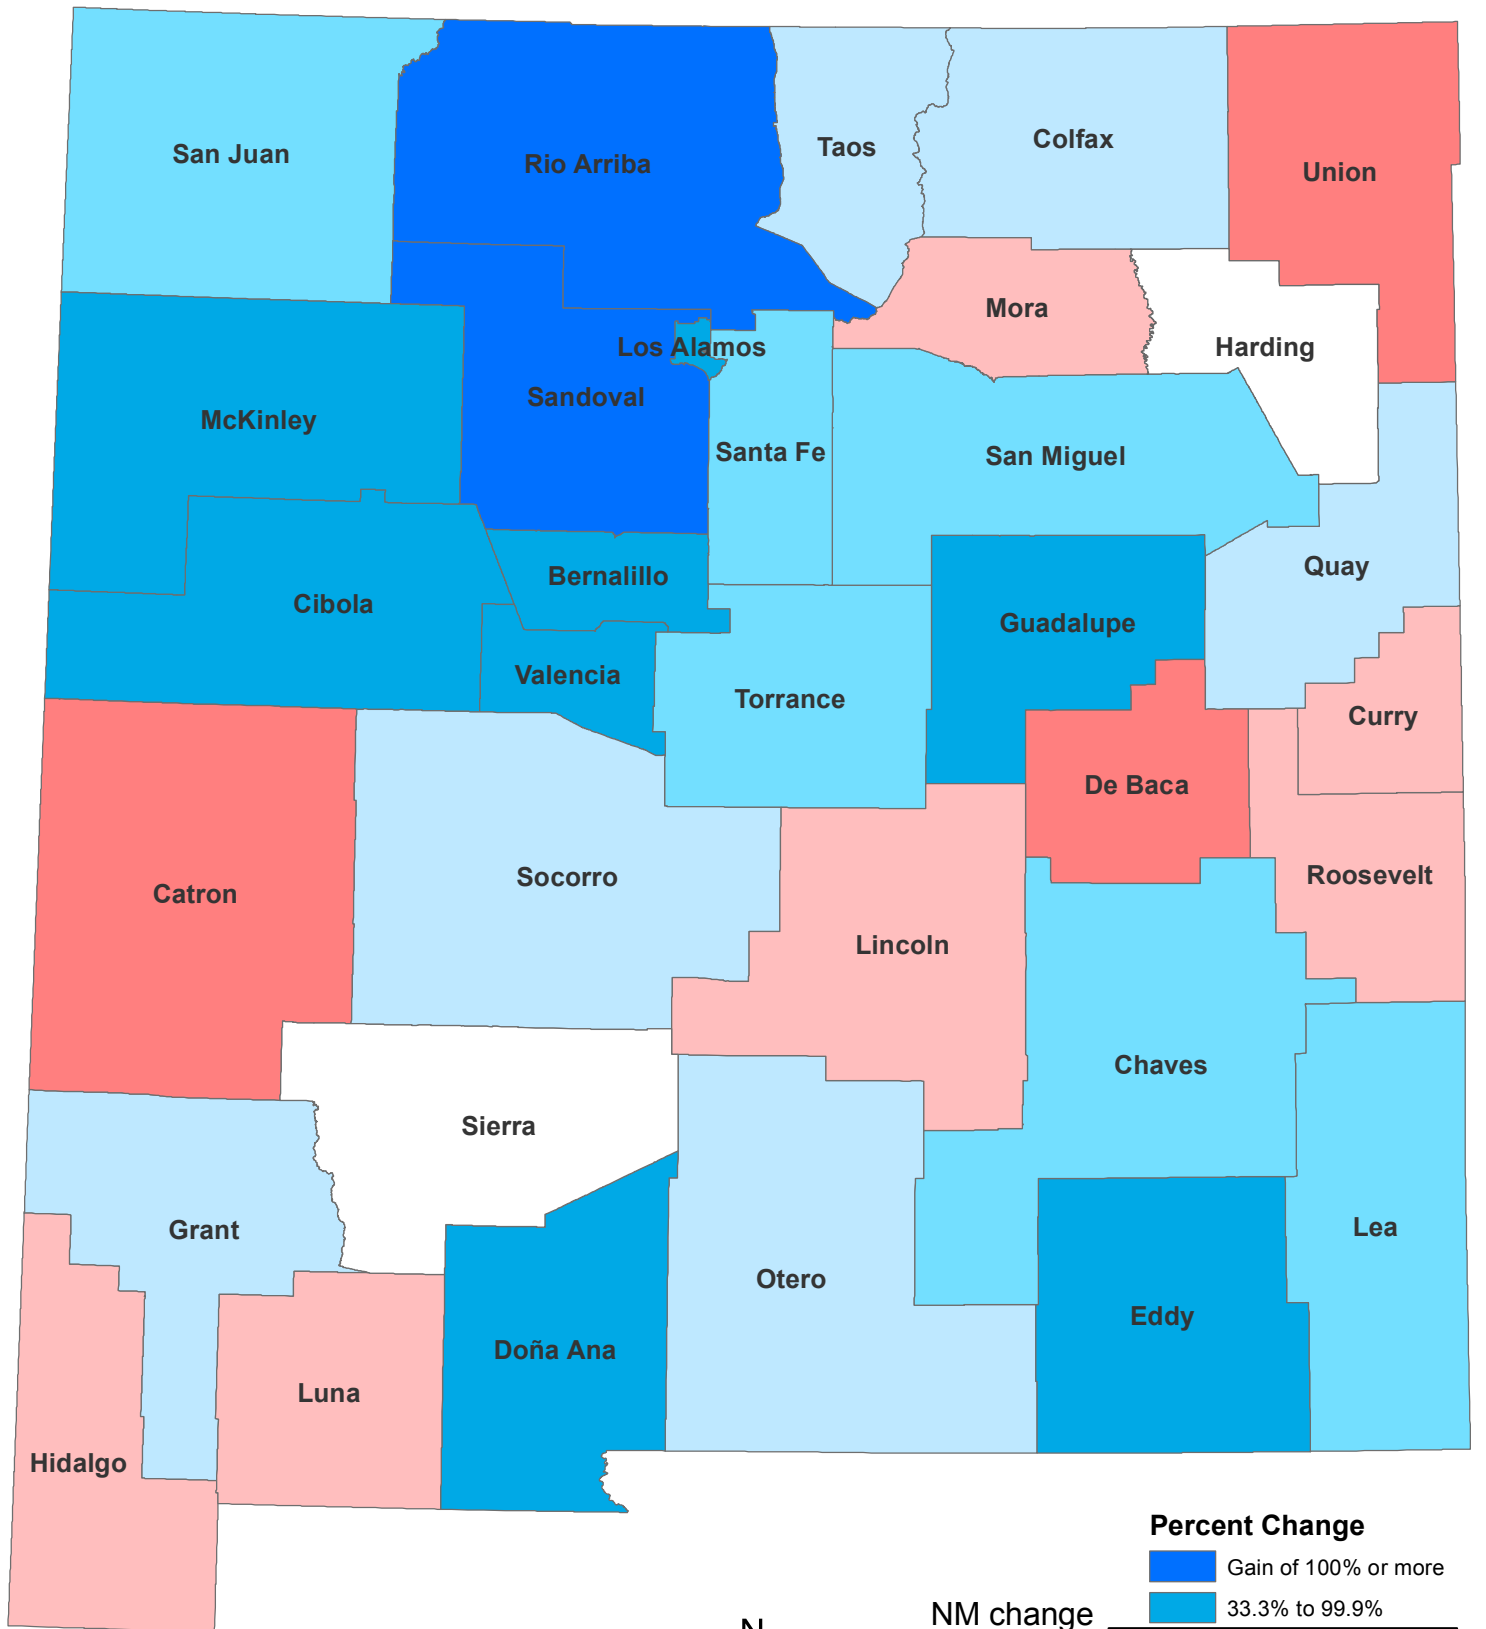 San Juan
Rio Arriba
Taos
Colfax
Union
Mora
Harding
Los Alamos
Sandoval
McKinley
Santa Fe
San Miguel
Quay
Bernalillo
Cibola
Guadalupe
Valencia
Torrance
Curry
De Baca
Socorro
Roosevelt
Catron
Lincoln
Chaves
Sierra
Grant
Lea
Otero
Eddy
Doña Ana
Luna
Hidalgo
Percent Change
Gain of 100% or more
33.3% to 99.9%
NM change
N